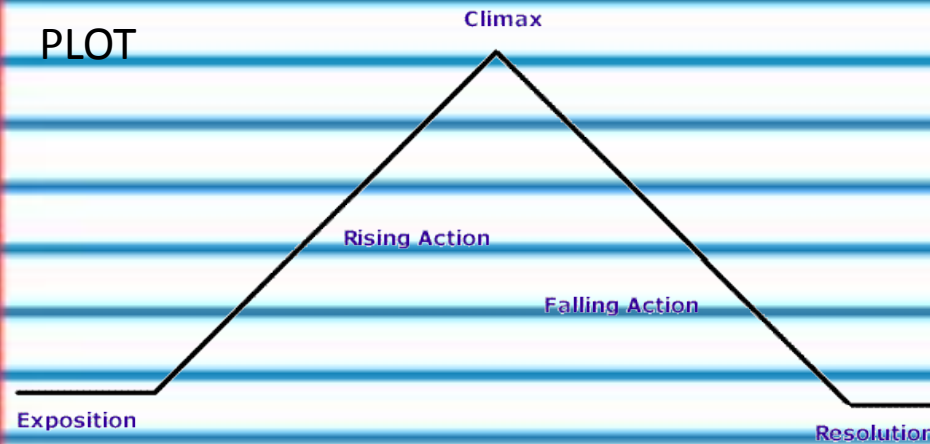 Climax
PLOT
Rising Action
Falling Action
Exposition
Resolution